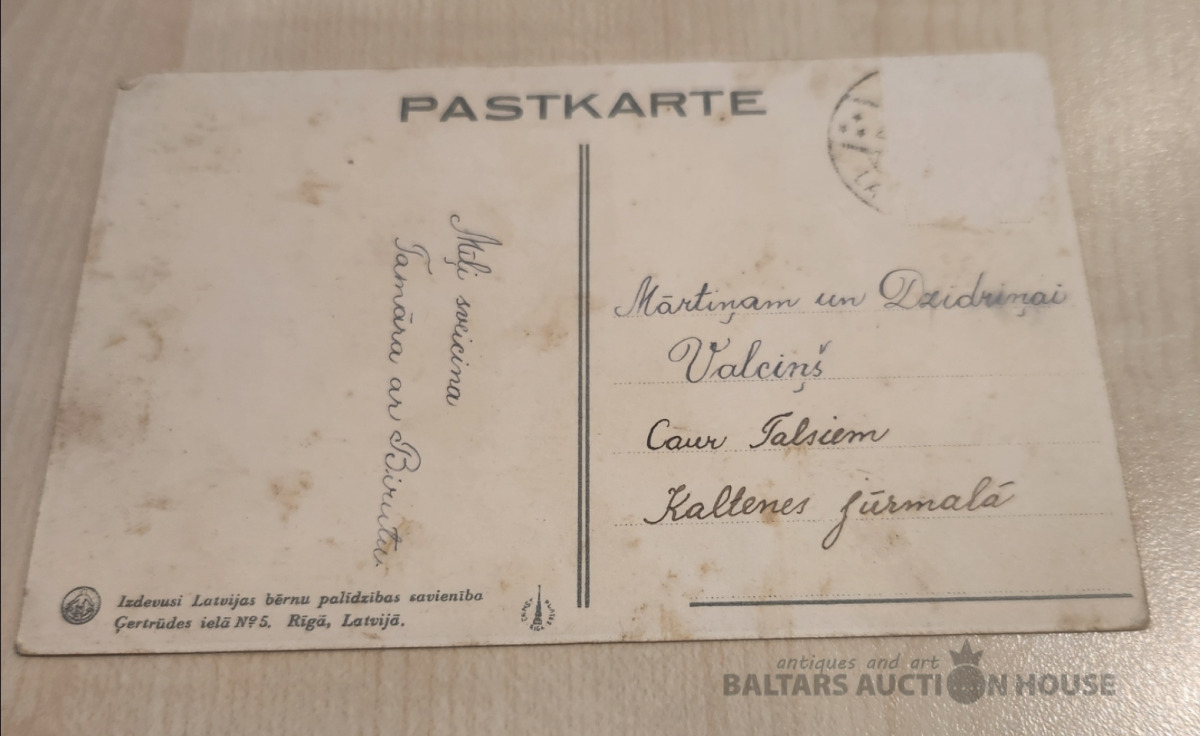 PASTKARTE
Mīļi sveicina
Tamāra ar Birutu.
Mārtiņam un Dzidriņai
Valciņš
Caur Talsiem
Kaltenes jūrmalā
Izdevusi Latvijas bērnu palīdzības savienība
Ģertrūdes ielā № 5. Rīgā, Latvijā.
antiques and art
BALTARS AUCTION HOUSE